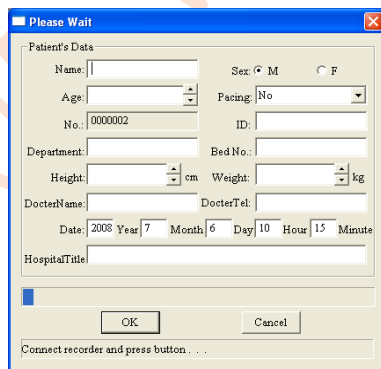 Please Wait
Patient's Data
Name: Sex: M F
Age: Pacing: No
No.: 0000002 ID:
Department: Bed No.:
Height: cm Weight: kg
DocterName: DocterTel:
Date: 2008 Year 7 Month 6 Day 10 Hour 15 Minute
HospitalTitle
OK Cancel
Connect recorder and press button . . .